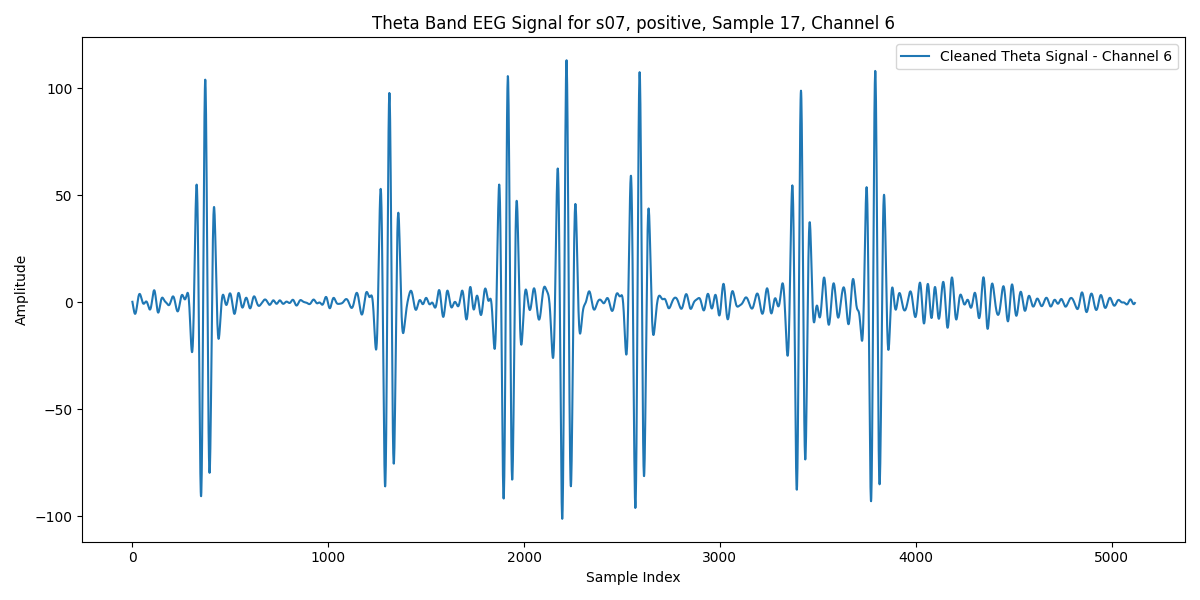 Theta Band EEG Signal for s07, positive, Sample 17, Channel 6
Cleaned Theta Signal - Channel 6
Amplitude
100
50
0
−50
−100
0 1000 2000 3000 4000 5000
Sample Index